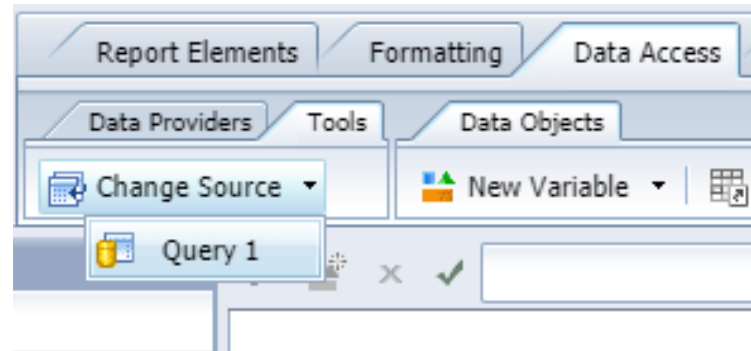 Report Elements Formatting Data Access
Data Providers Tools Data Objects
Change Source New Variable
Query 1